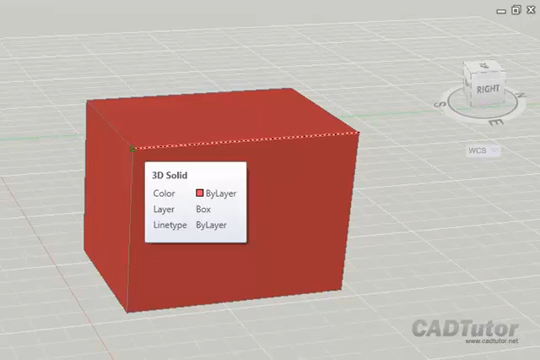 RIGHT
S
E
N
WCS
3D Solid
Color ByLayer
Layer Box
Linetype ByLayer
CADTutor
www.cadtutor.net